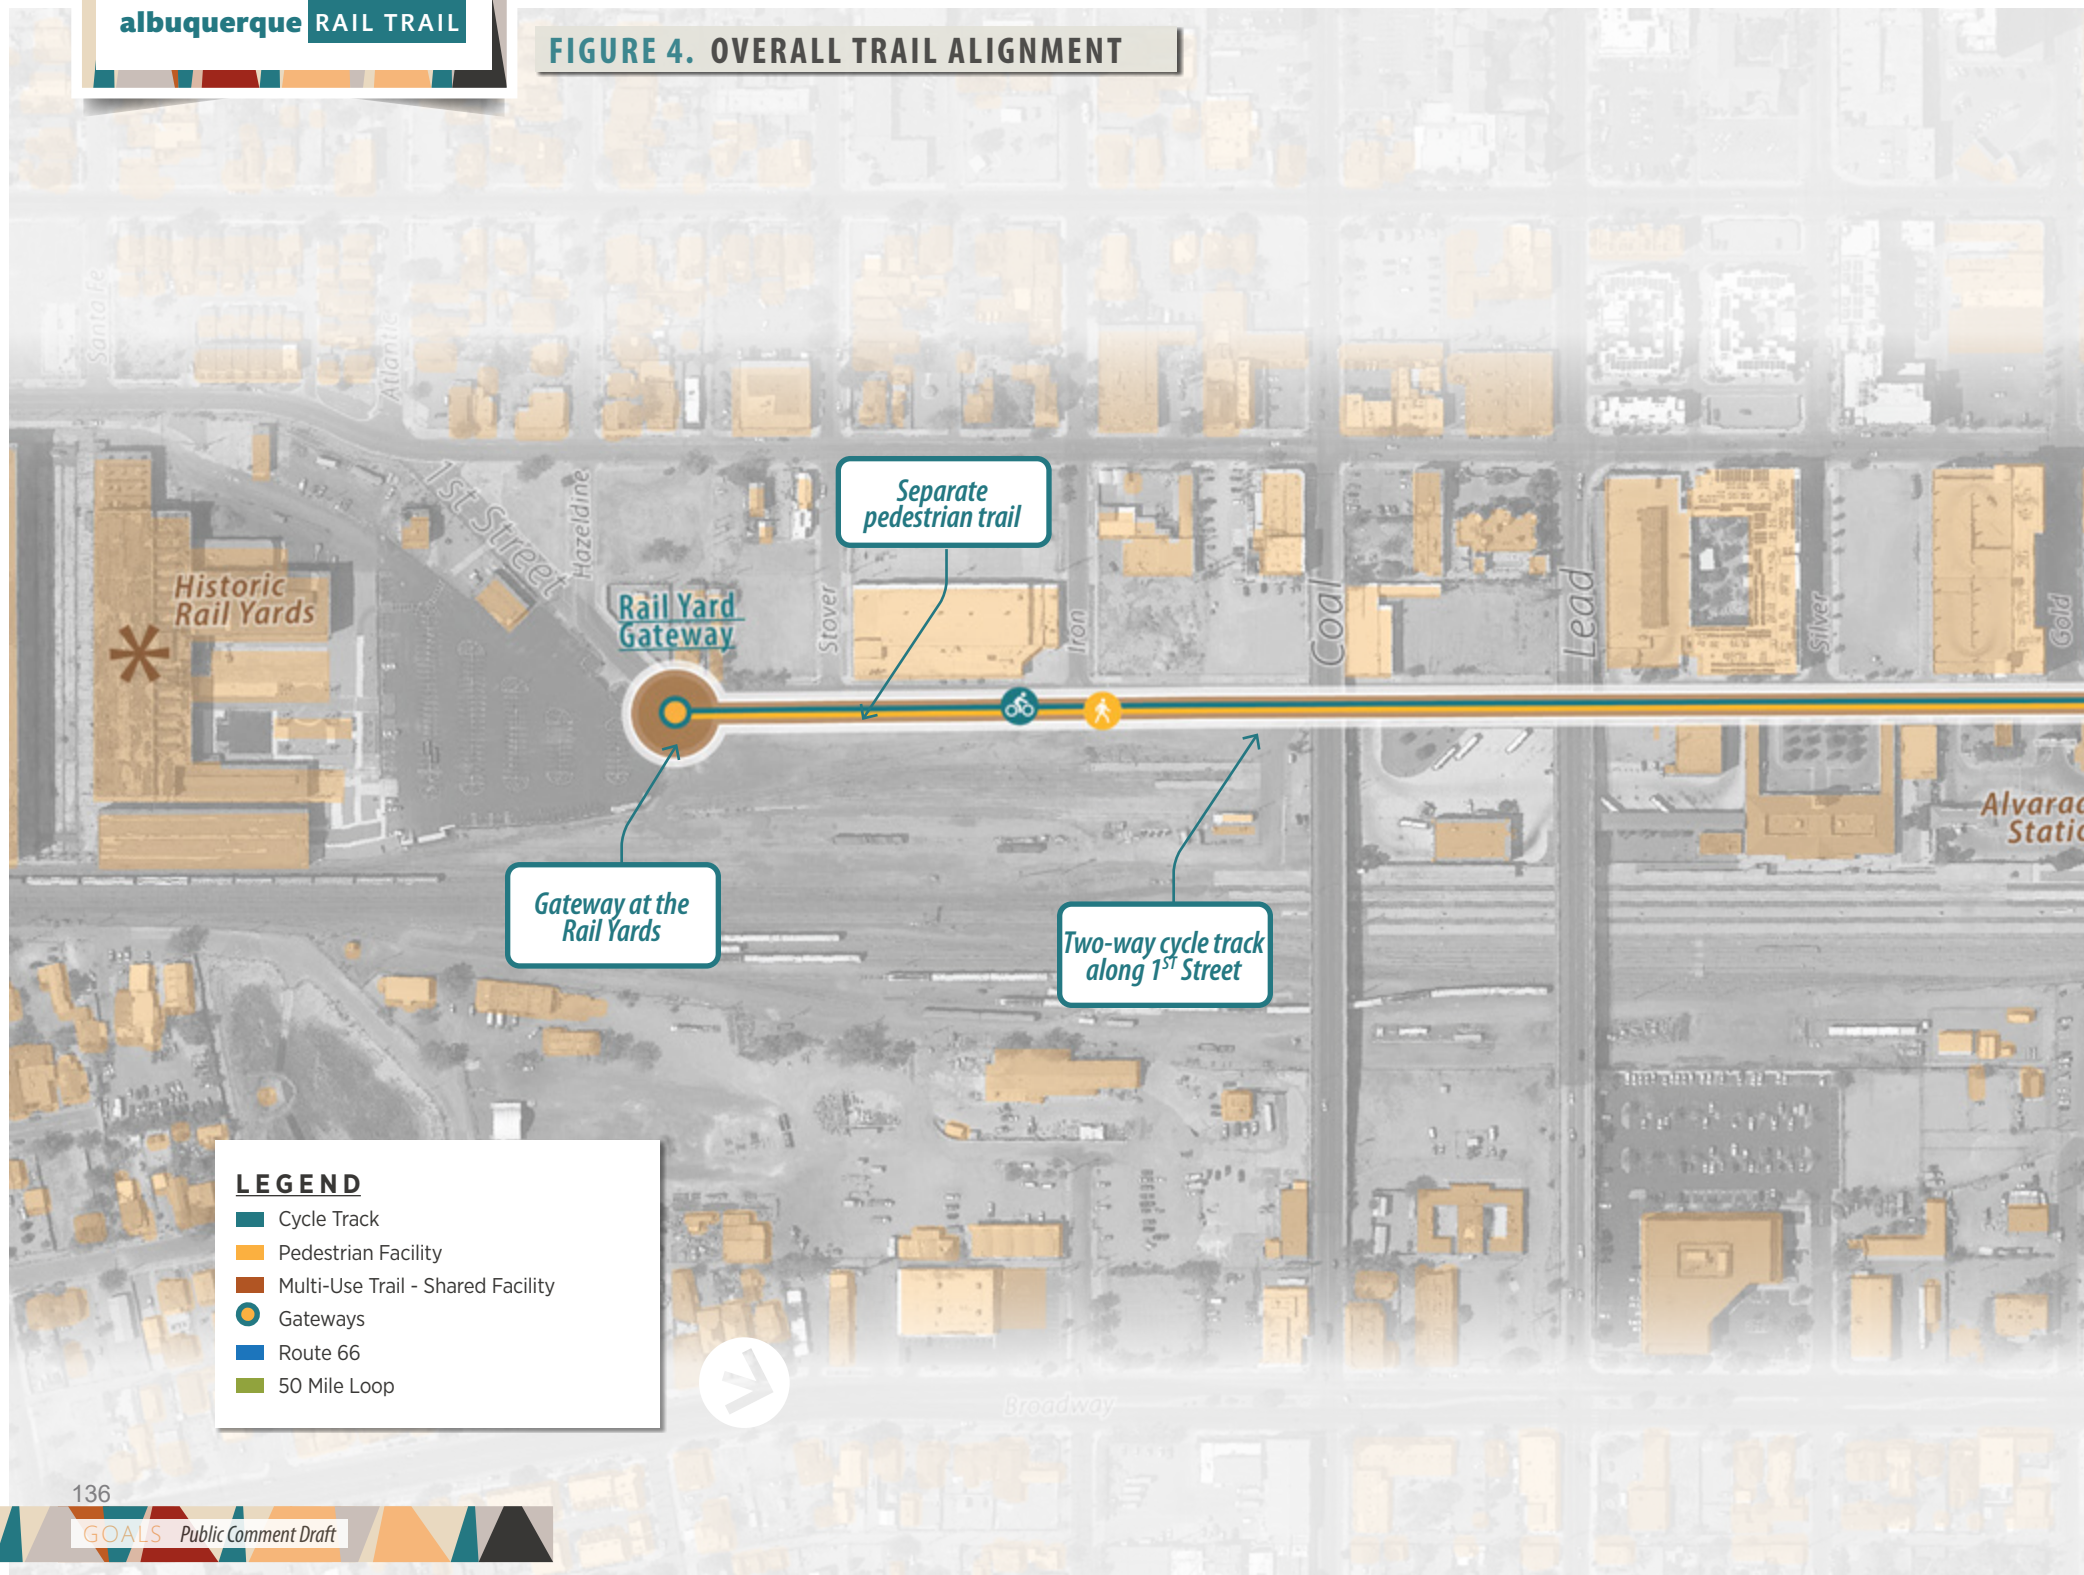 albuquerque RAIL TRAIL
FIGURE 4. OVERALL TRAIL ALIGNMENT
Santa Fe
Atlantic
1st Street
Hazeldine
Separate
pedestrian trail
Historic
Rail Yards
Rail Yard
Gateway
Stover
Iron
Coal
Lead
Silver
Gold
Alvarad
Static
Gateway at the
Rail Yards
Two-way cycle track
along 1ST Street
LEGEND
Cycle Track
Pedestrian Facility
Multi-Use Trail - Shared Facility
Gateways
Route 66
50 Mile Loop
Broadway
136
GOALS Public Comment Draft